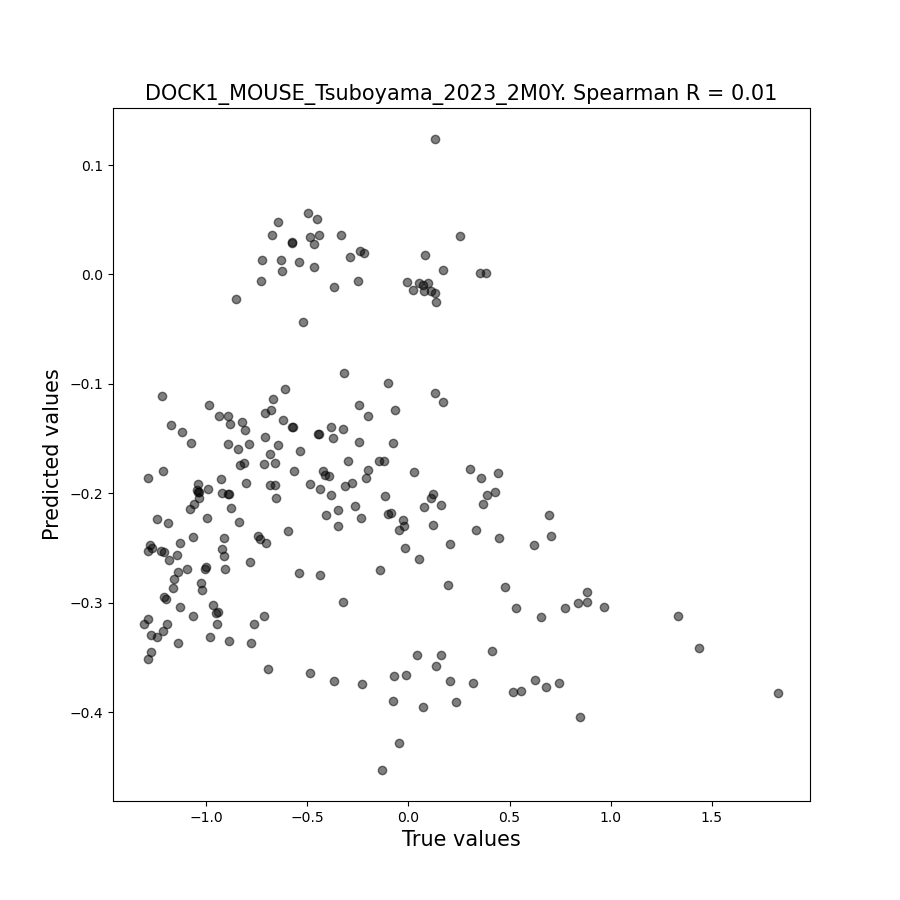 DOCK1_MOUSE_Tsuboyama_2023_2M0Y. Spearman R = 0.01
0.1
0.0
−0.1
−0.2
−0.3
−0.4
Predicted values
−1.0 −0.5 0.0 0.5 1.0 1.5
True values